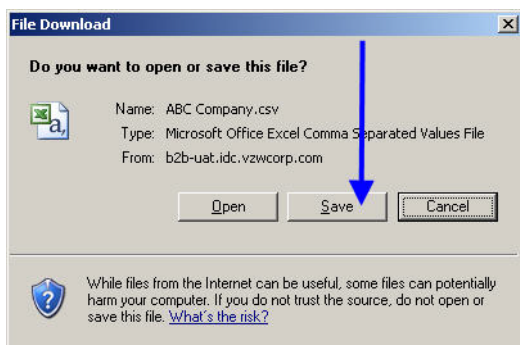 File Download
Do you want to open or save this file?
Name: ABC Company.csv
Type: Microsoft Office Excel Comma Separated Values File
From: b2b-uat.idc.vzwcorp.com
Open Save Cancel
While files from the Internet can be useful, some files can potentially
harm your computer. If you do not trust the source, do not open or
save this file. What's the risk?